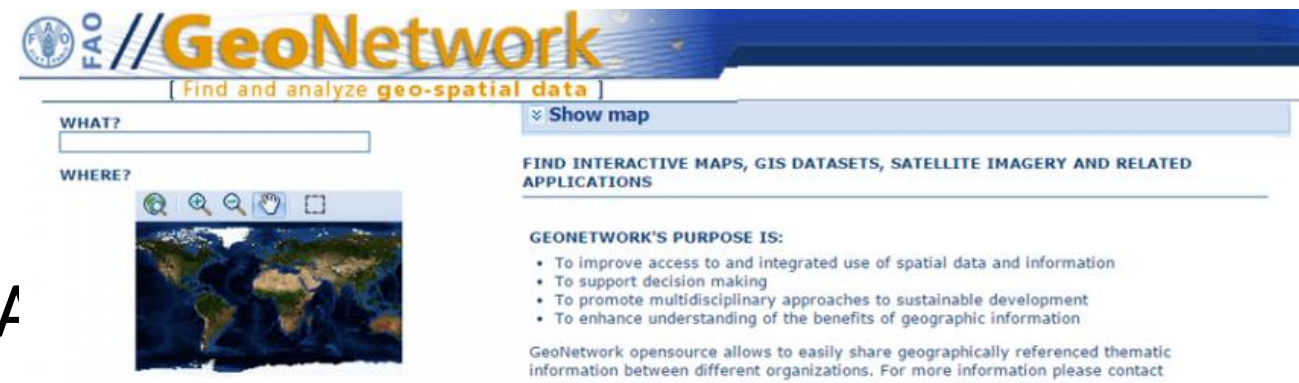 FAO
//GeoNetwork
[ Find and analyze geo-spatial data ]
WHAT?
WHERE?
Show map
FIND INTERACTIVE MAPS, GIS DATASETS, SATELLITE IMAGERY AND RELATED
APPLICATIONS
GEONETWORK'S PURPOSE IS:
• To improve access to and integrated use of spatial data and information
• To support decision making
• To promote multidisciplinary approaches to sustainable development
• To enhance understanding of the benefits of geographic information
GeoNetwork opensource allows to easily share geographically referenced thematic
information between different organizations. For more information please contact